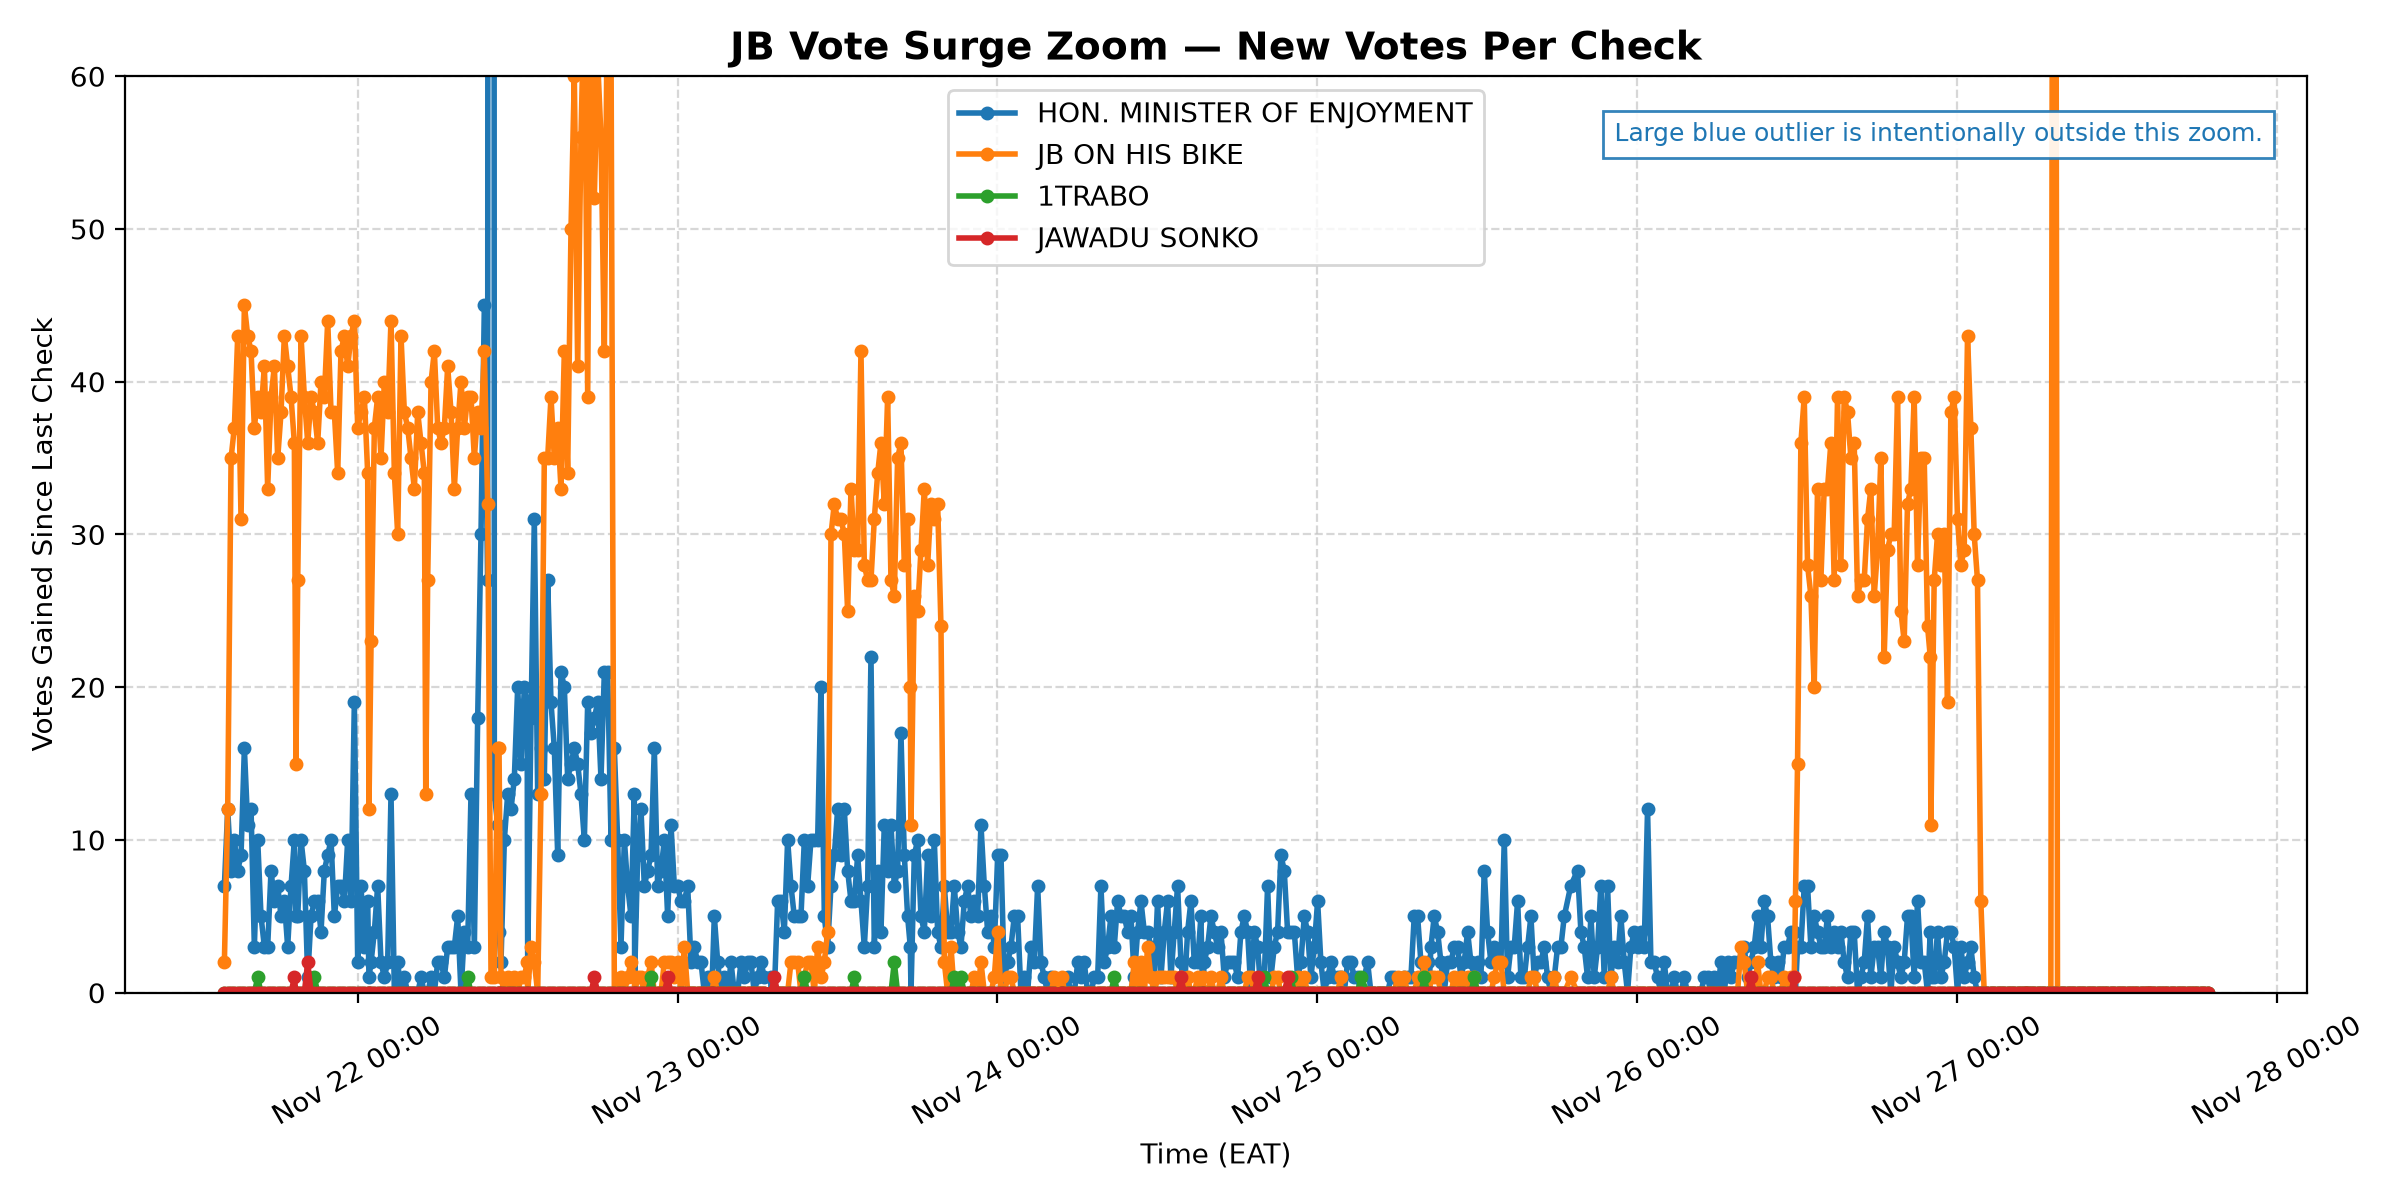 JB Vote Surge Zoom — New Votes Per Check
60
50
40
30
20
10
0
Votes Gained Since Last Check
HON. MINISTER OF ENJOYMENT
JB ON HIS BIKE
1TRABO
JAWADU SONKO
Large blue outlier is intentionally outside this zoom.
Nov 22 00:00
Nov 23 00:00
Nov 24 00:00
Nov 25 00:00
Nov 26 00:00
Nov 27 00:00
Nov 28 00:00
Time (EAT)